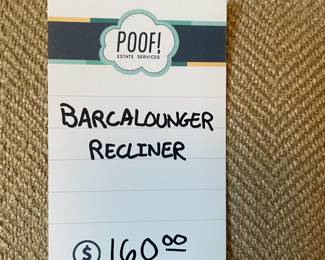 POOF!
ESTATE SERVICES
BARCALOUNGER
RECLINER
$ 160.00